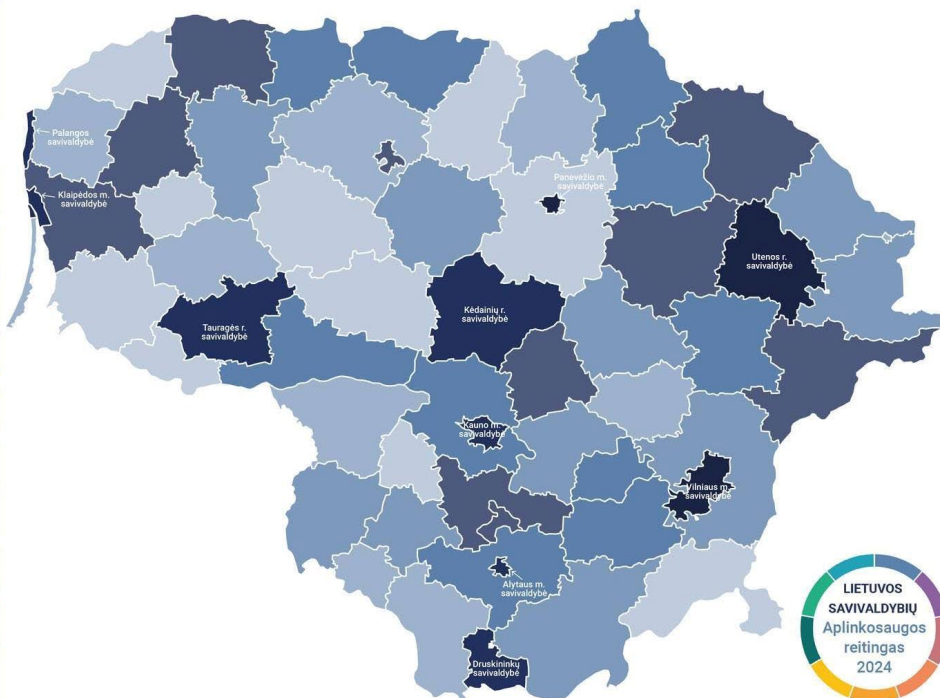 Palangos
savivaldybė
Klaipėdos m.
savivaldybė
Panevėžio m.
savivaldybė
Utenos r.
savivaldybė
Tauragės r.
savivaldybė
Kėdainių r.
savivaldybė
Kauno m.
savivaldybė
Vilniaus m.
savivaldybė
Alytaus m.
savivaldybė
Druskininkų
savivaldybė
LIETUVOS
SAVIVALDYBIŲ
Aplinkosaugos
reitingas
2024